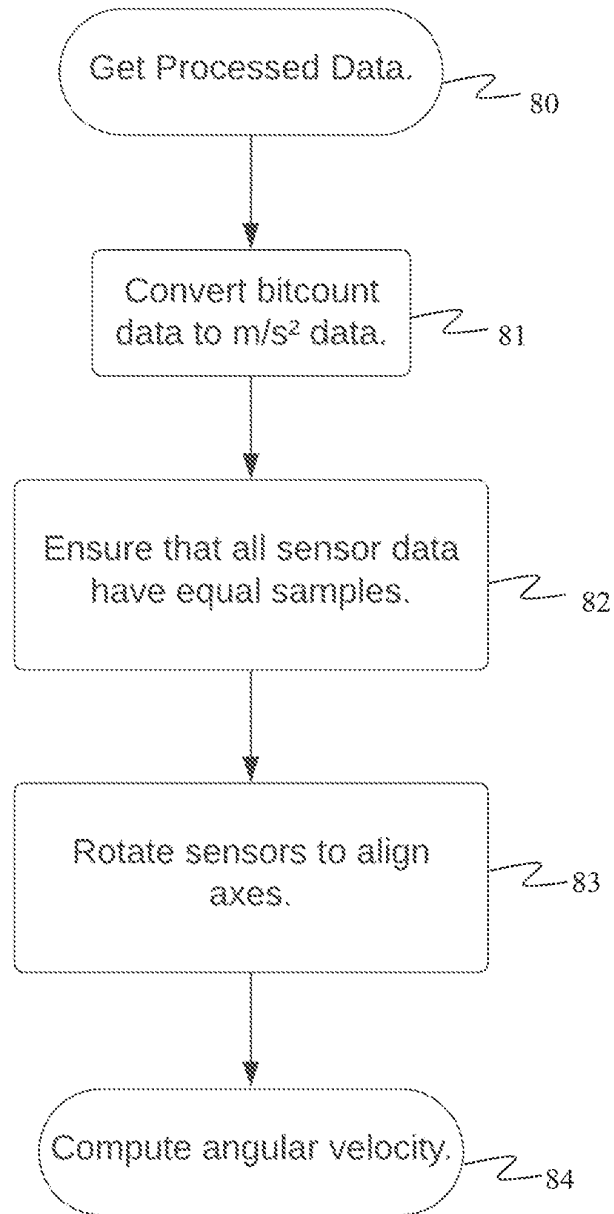 Get Processed Data.
80
Convert bitcount
data to m/s² data.
81
Ensure that all sensor data
have equal samples.
82
Rotate sensors to align
axes.
83
Compute angular velocity.
84